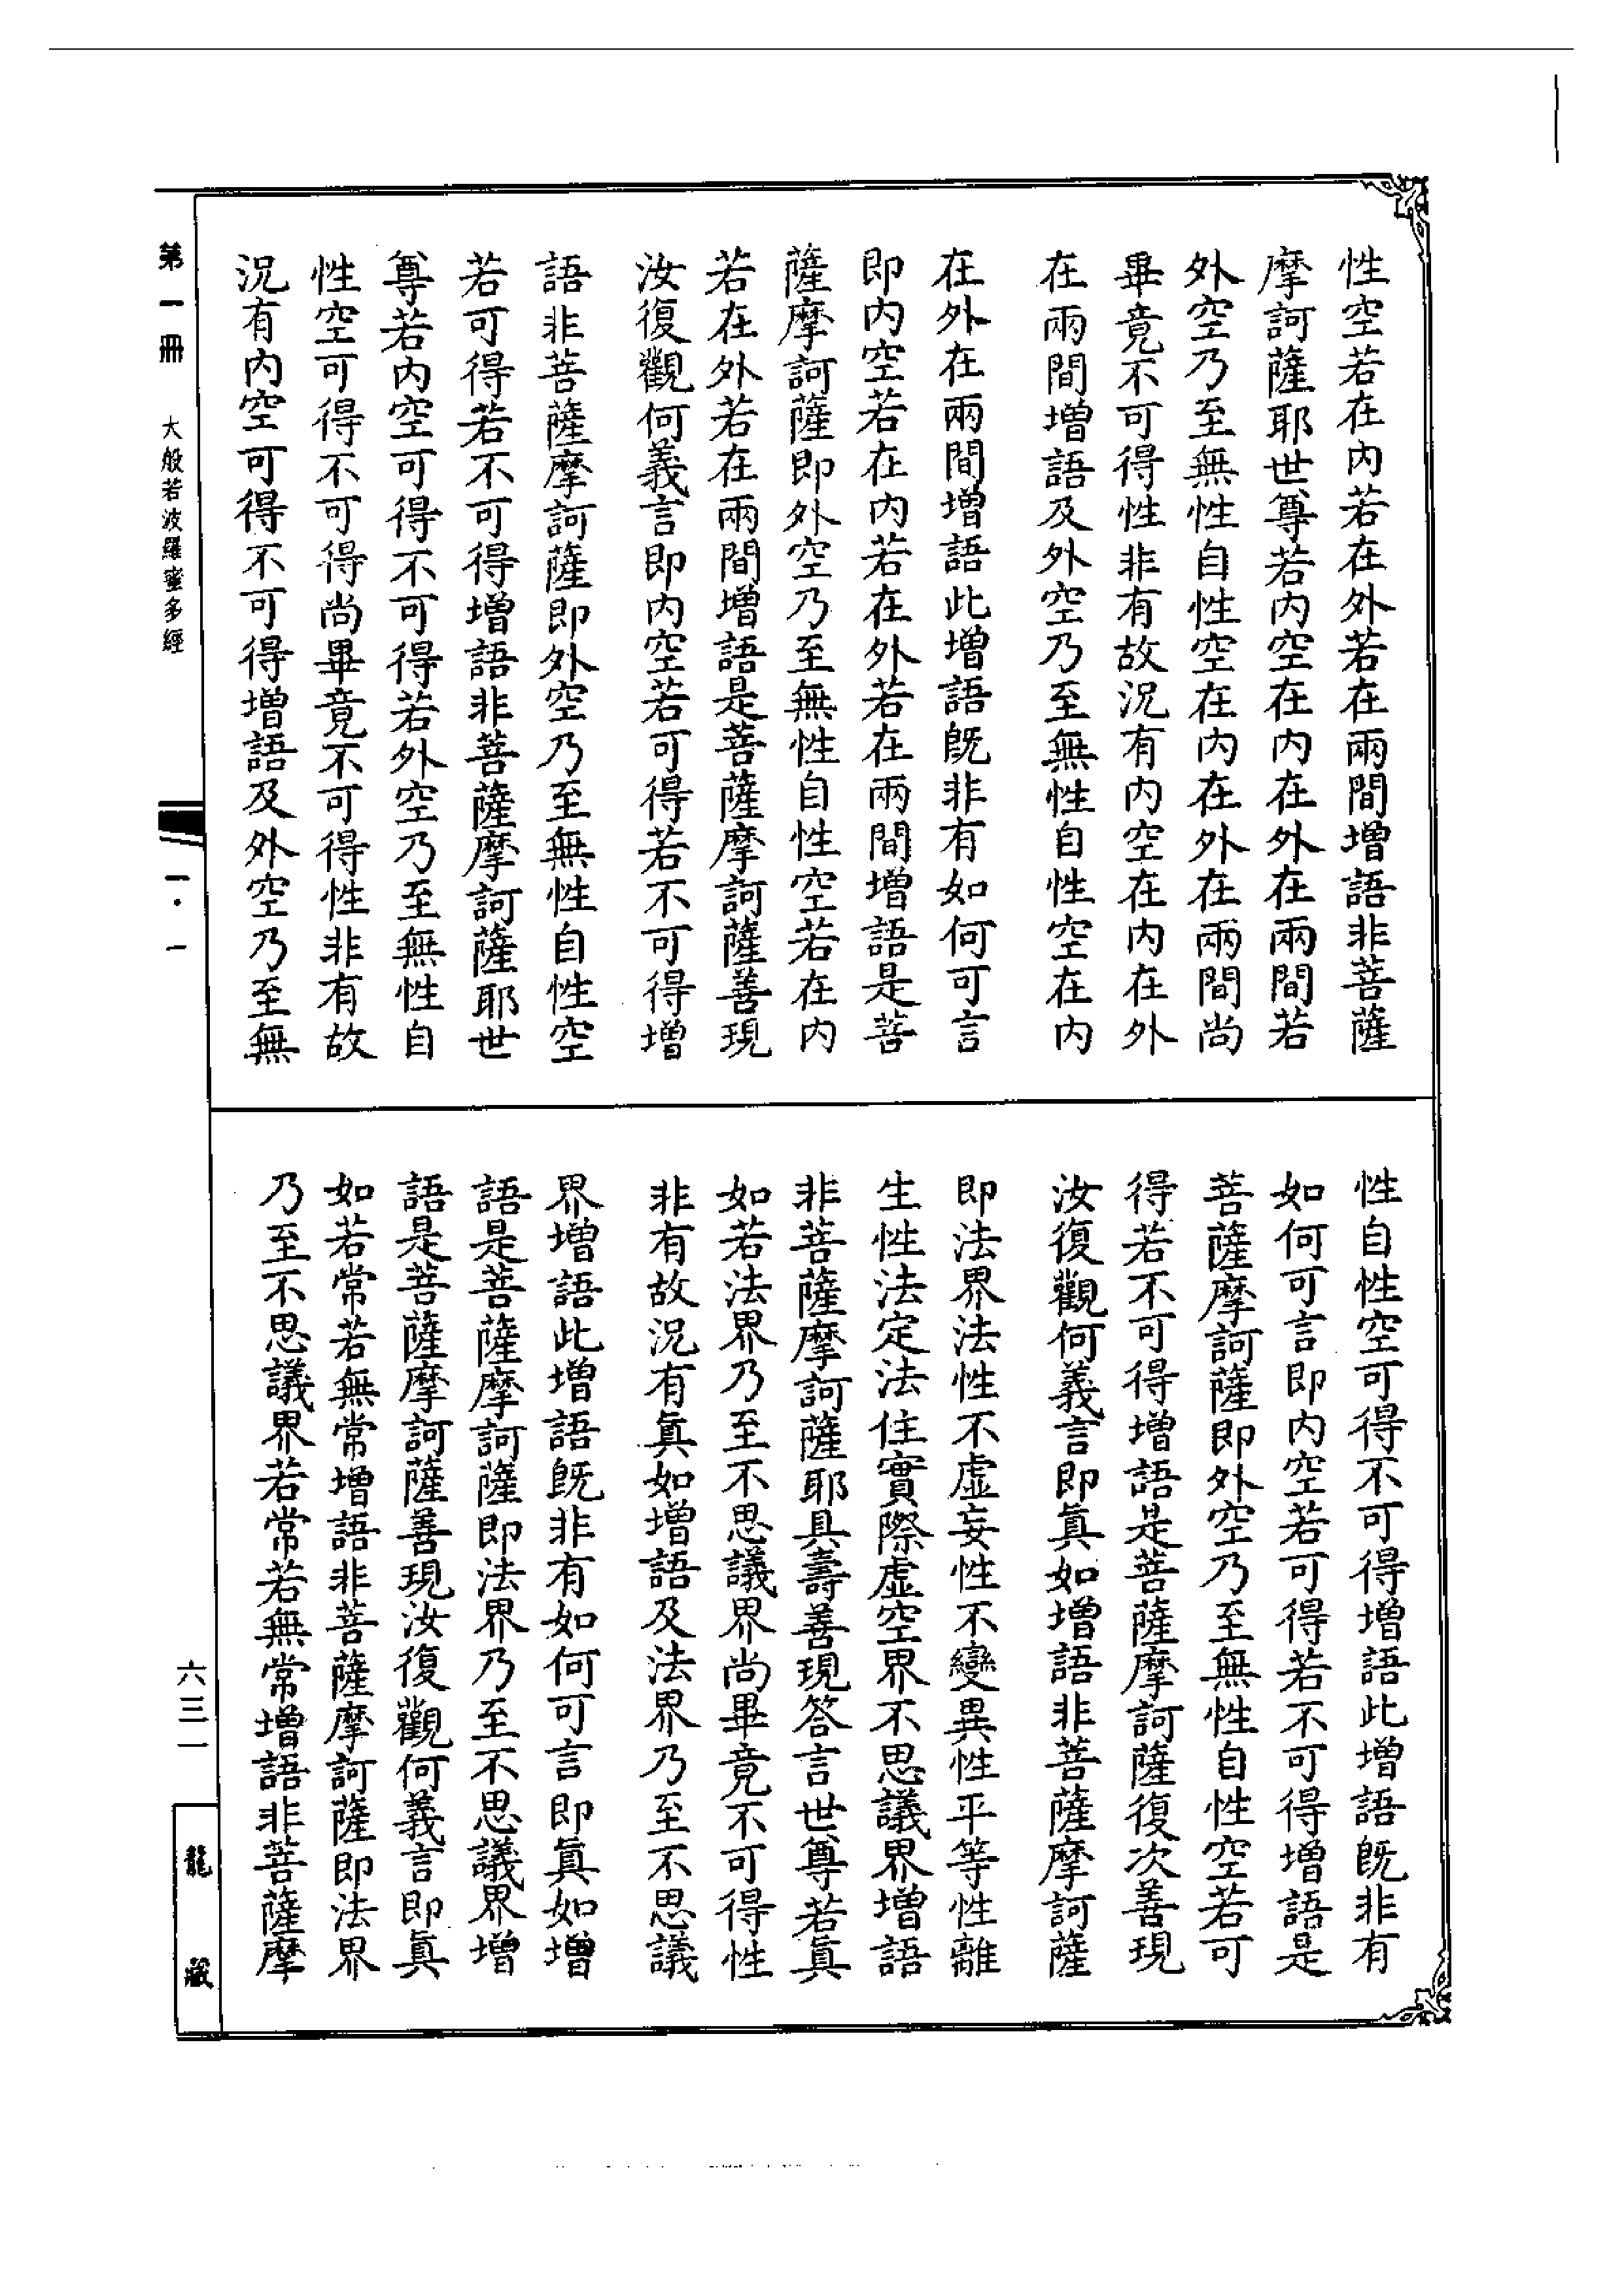 性空若在內若在外若在兩間增語非菩薩
摩訶薩耶世尊若內空在內在外在兩間若
外空乃至無性自性空在內在外在兩間尚
畢竟不可得性非有故況有內空在內在外
在兩間增語及外空乃至無性自性空在內
在外在兩間增語此增語旣非有如何可言
即內空若在內若在外若在兩間增語是菩
薩摩訶薩即外空乃至無性自性空若在內
若在外若在兩間增語是菩薩摩訶薩善現
汝復觀何義言即內空若可得若不可得增
語非菩薩摩訶薩即外空乃至無性自性空
若可得若不可得增語非菩薩摩訶薩耶世
尊若內空可得不可得若外空乃至無性自
性空可得不可得尚畢竟不可得性非有故
況有內空可得不可得增語及外空乃至無
性自性空可得不可得增語此增語旣非有
如何可言即內空若可得若不可得增語是
菩薩摩訶薩即外空乃至無性自性空若可
得若不可得增語是菩薩摩訶薩復次善現
汝復觀何義言即眞如增語非菩薩摩訶薩
即法界法性不虛妄性不變異性平等性離
生性法定法住實際虛空界不思議界增語
非菩薩摩訶薩耶具壽善現答言世尊若眞
如若法界乃至不思議界尚畢竟不可得性
非有故況有眞如增語及法界乃至不思議
界增語此增語旣非有如何可言即眞如增
語是菩薩摩訶薩即法界乃至不思議界增
語是菩薩摩訶薩善現汝復觀何義言即眞
如若常若無常增語非菩薩摩訶薩即法界
乃至不思議界若常若無常增語非菩薩摩
第一冊 大般若波羅蜜多經 一·一 六三一 龍藏